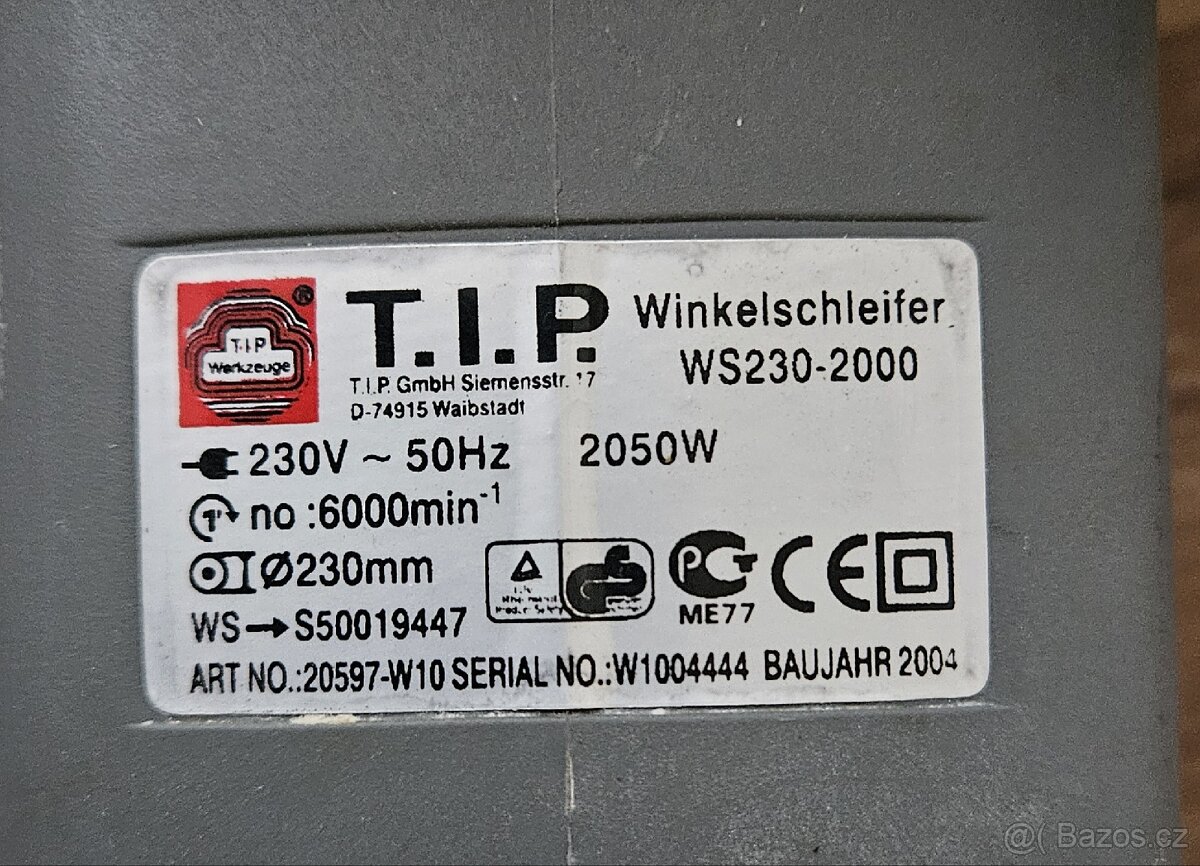 ®
T.I.P.
Werkzeuge
T.I.P. Winkelschleifer
WS230-2000
T.I.P. GmbH Siemensstr. 17
D-74915 Waibstadt
230V ~ 50Hz 2050W
no :6000min⁻¹
Ø230mm
ME77
CE
WS→S50019447
ART NO.:20597-W10 SERIAL NO.:W1004444 BAUJAHR 2004
@( Bazos.cz